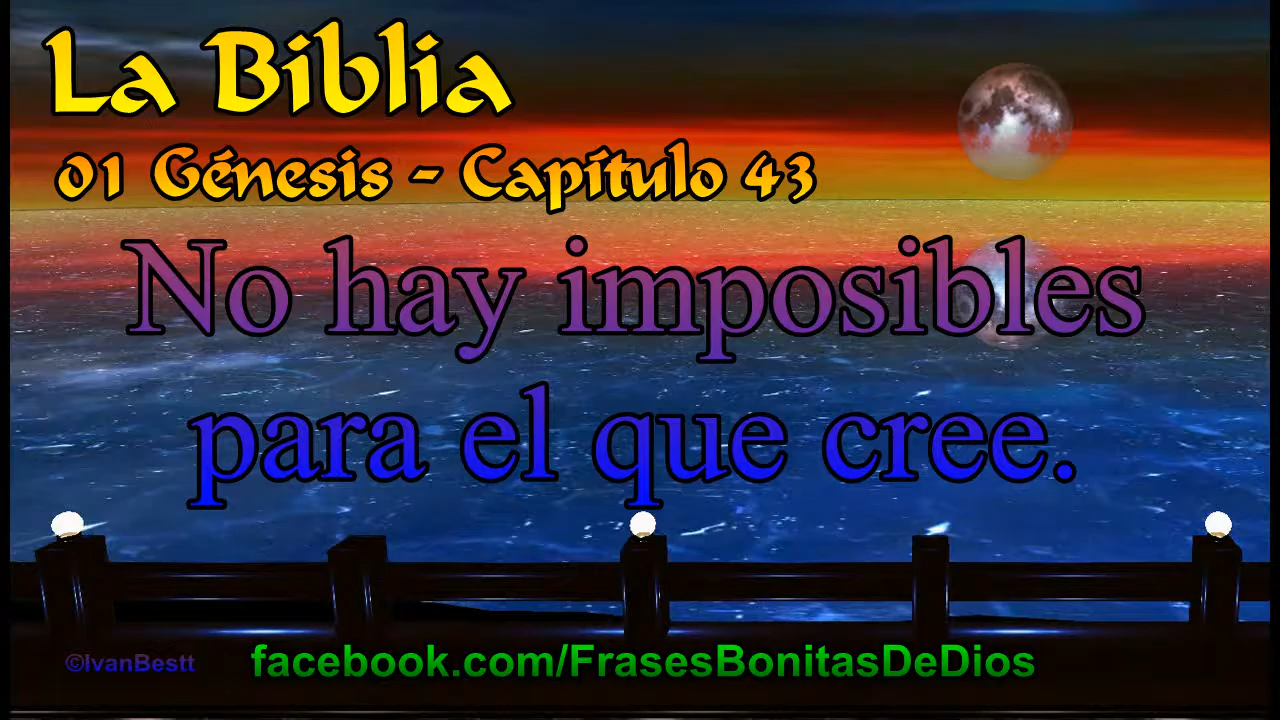 La Biblia
01 Génesis - Capítulo 43
No hay imposibles
para el que cree.
©IvanBestt
facebook.com/FrasesBonitasDeDios